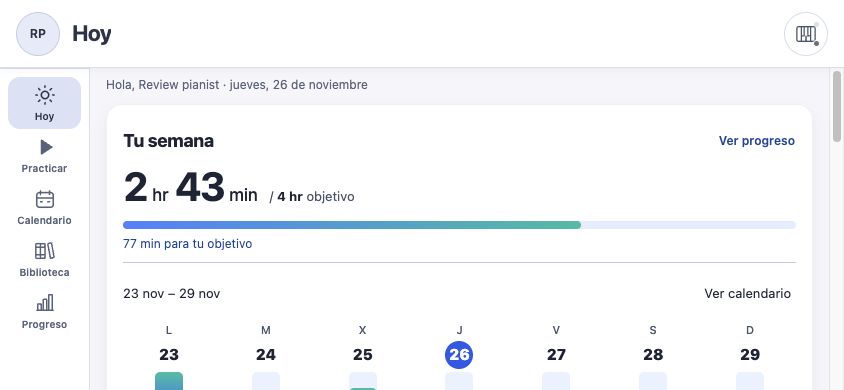 RP Hoy
Hola, Review pianist · jueves, 26 de noviembre
Hoy
Practicar
Calendario
Biblioteca
Progreso
Tu semana Ver progreso
2 hr 43 min / 4 hr objetivo
77 min para tu objetivo
23 nov – 29 nov Ver calendario
L M X J V S D
23 24 25 26 27 28 29